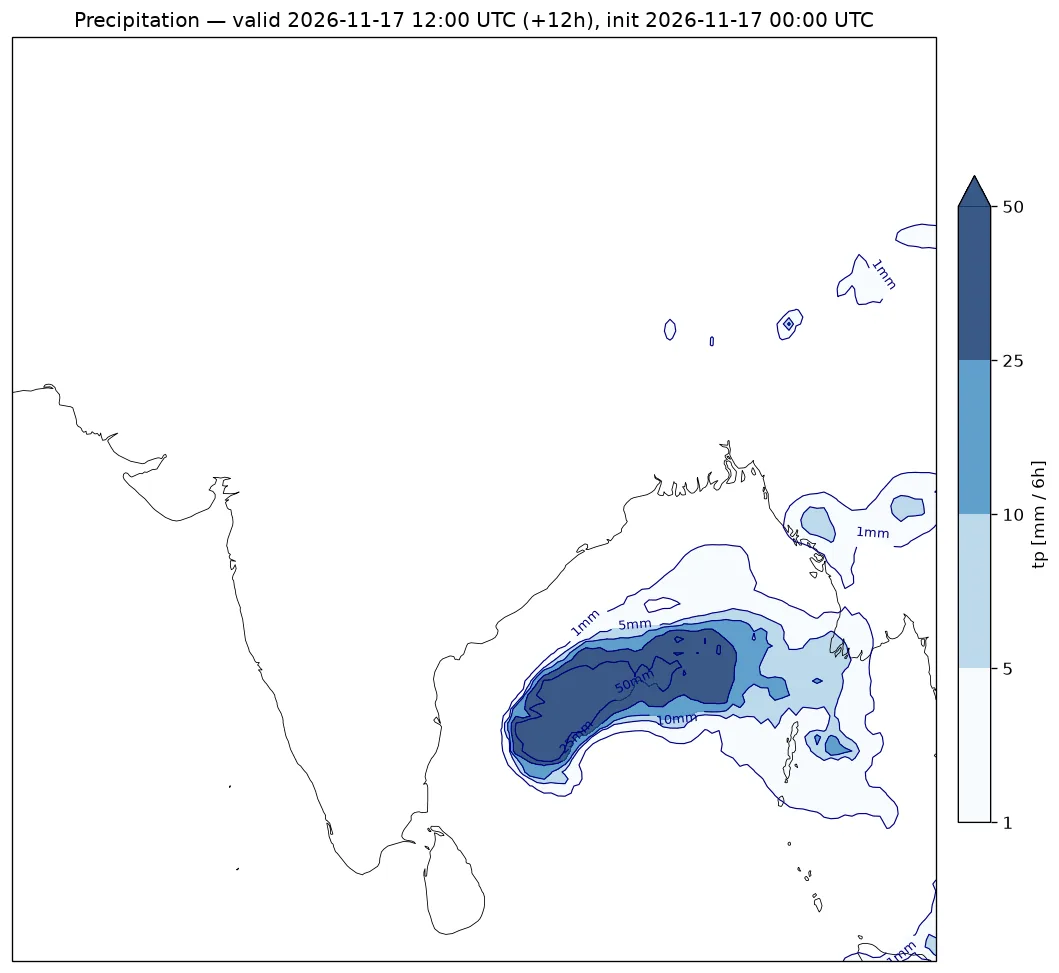 Precipitation — valid 2026-11-17 12:00 UTC (+12h), init 2026-11-17 00:00 UTC
1mm
50
25
1mm
10
tp [mm / 6h]
1mm
5mm
50mm
5
10mm
25mm
1
1mm